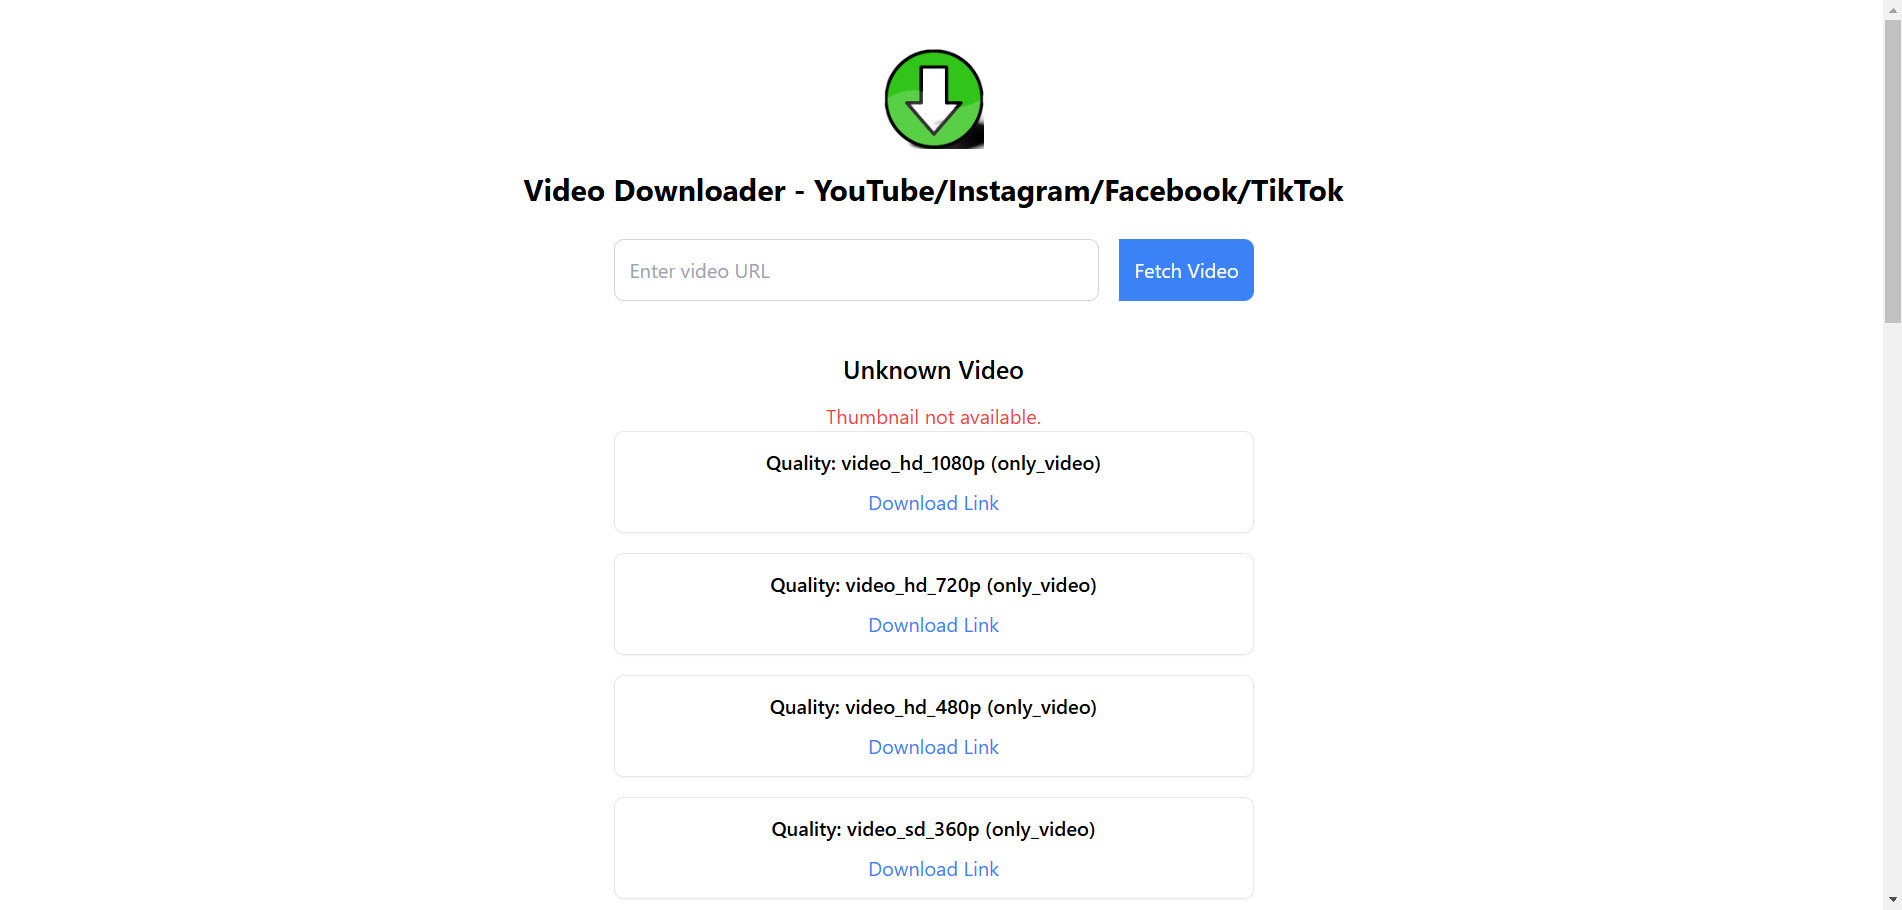 Video Downloader - YouTube/Instagram/Facebook/TikTok
Enter video URL
Fetch Video
Unknown Video
Thumbnail not available.
Quality: video_hd_1080p (only_video)
Download Link
Quality: video_hd_720p (only_video)
Download Link
Quality: video_hd_480p (only_video)
Download Link
Quality: video_sd_360p (only_video)
Download Link